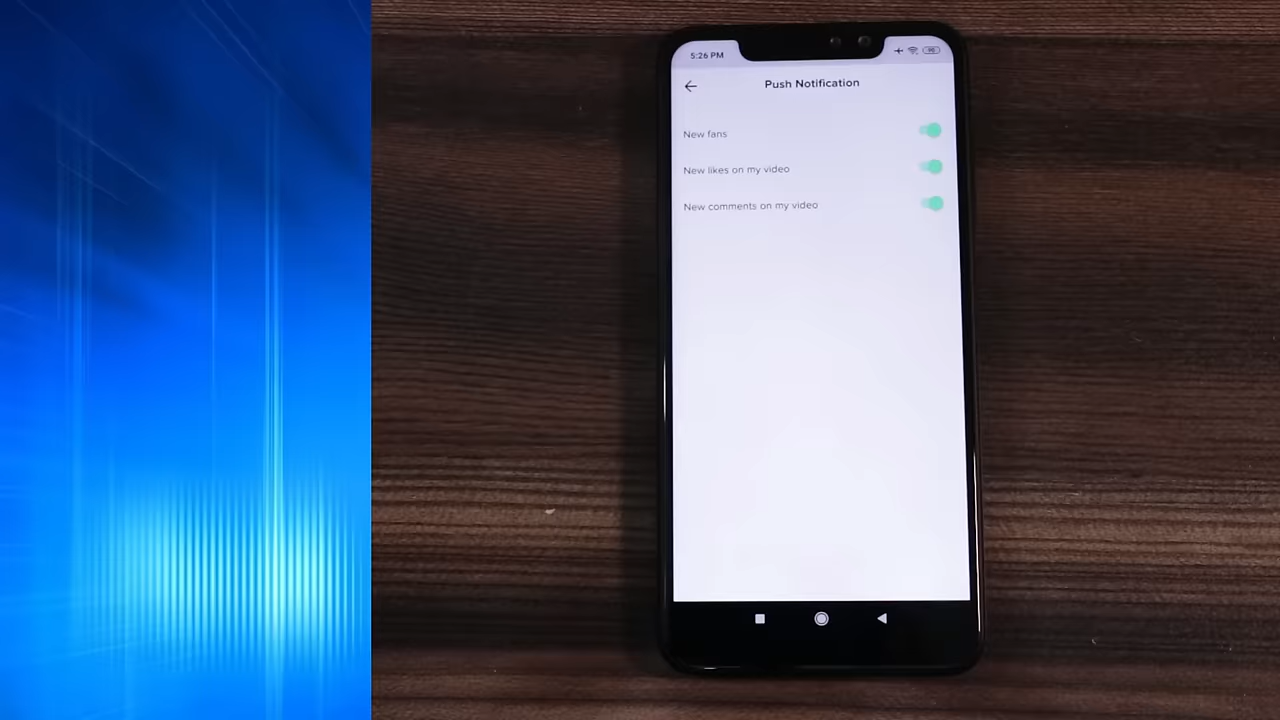 5:26 PM
Push Notification
New fans
New likes on my video
New comments on my video